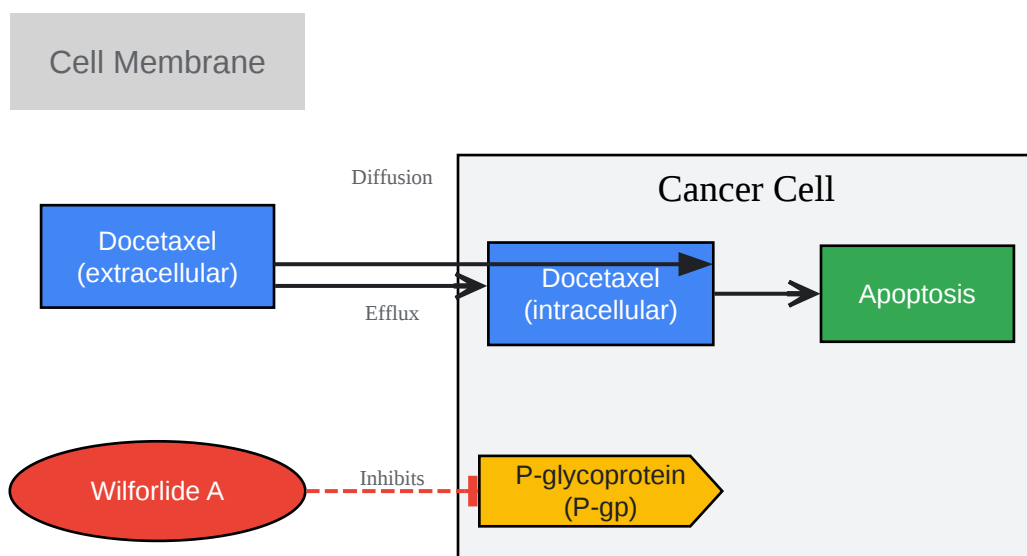 Cell Membrane
Diffusion
Cancer Cell
Docetaxel
(extracellular)
Docetaxel
(intracellular)
Apoptosis
Efflux
Wilforlide A
Inhibits
P-glycoprotein
(P-gp)